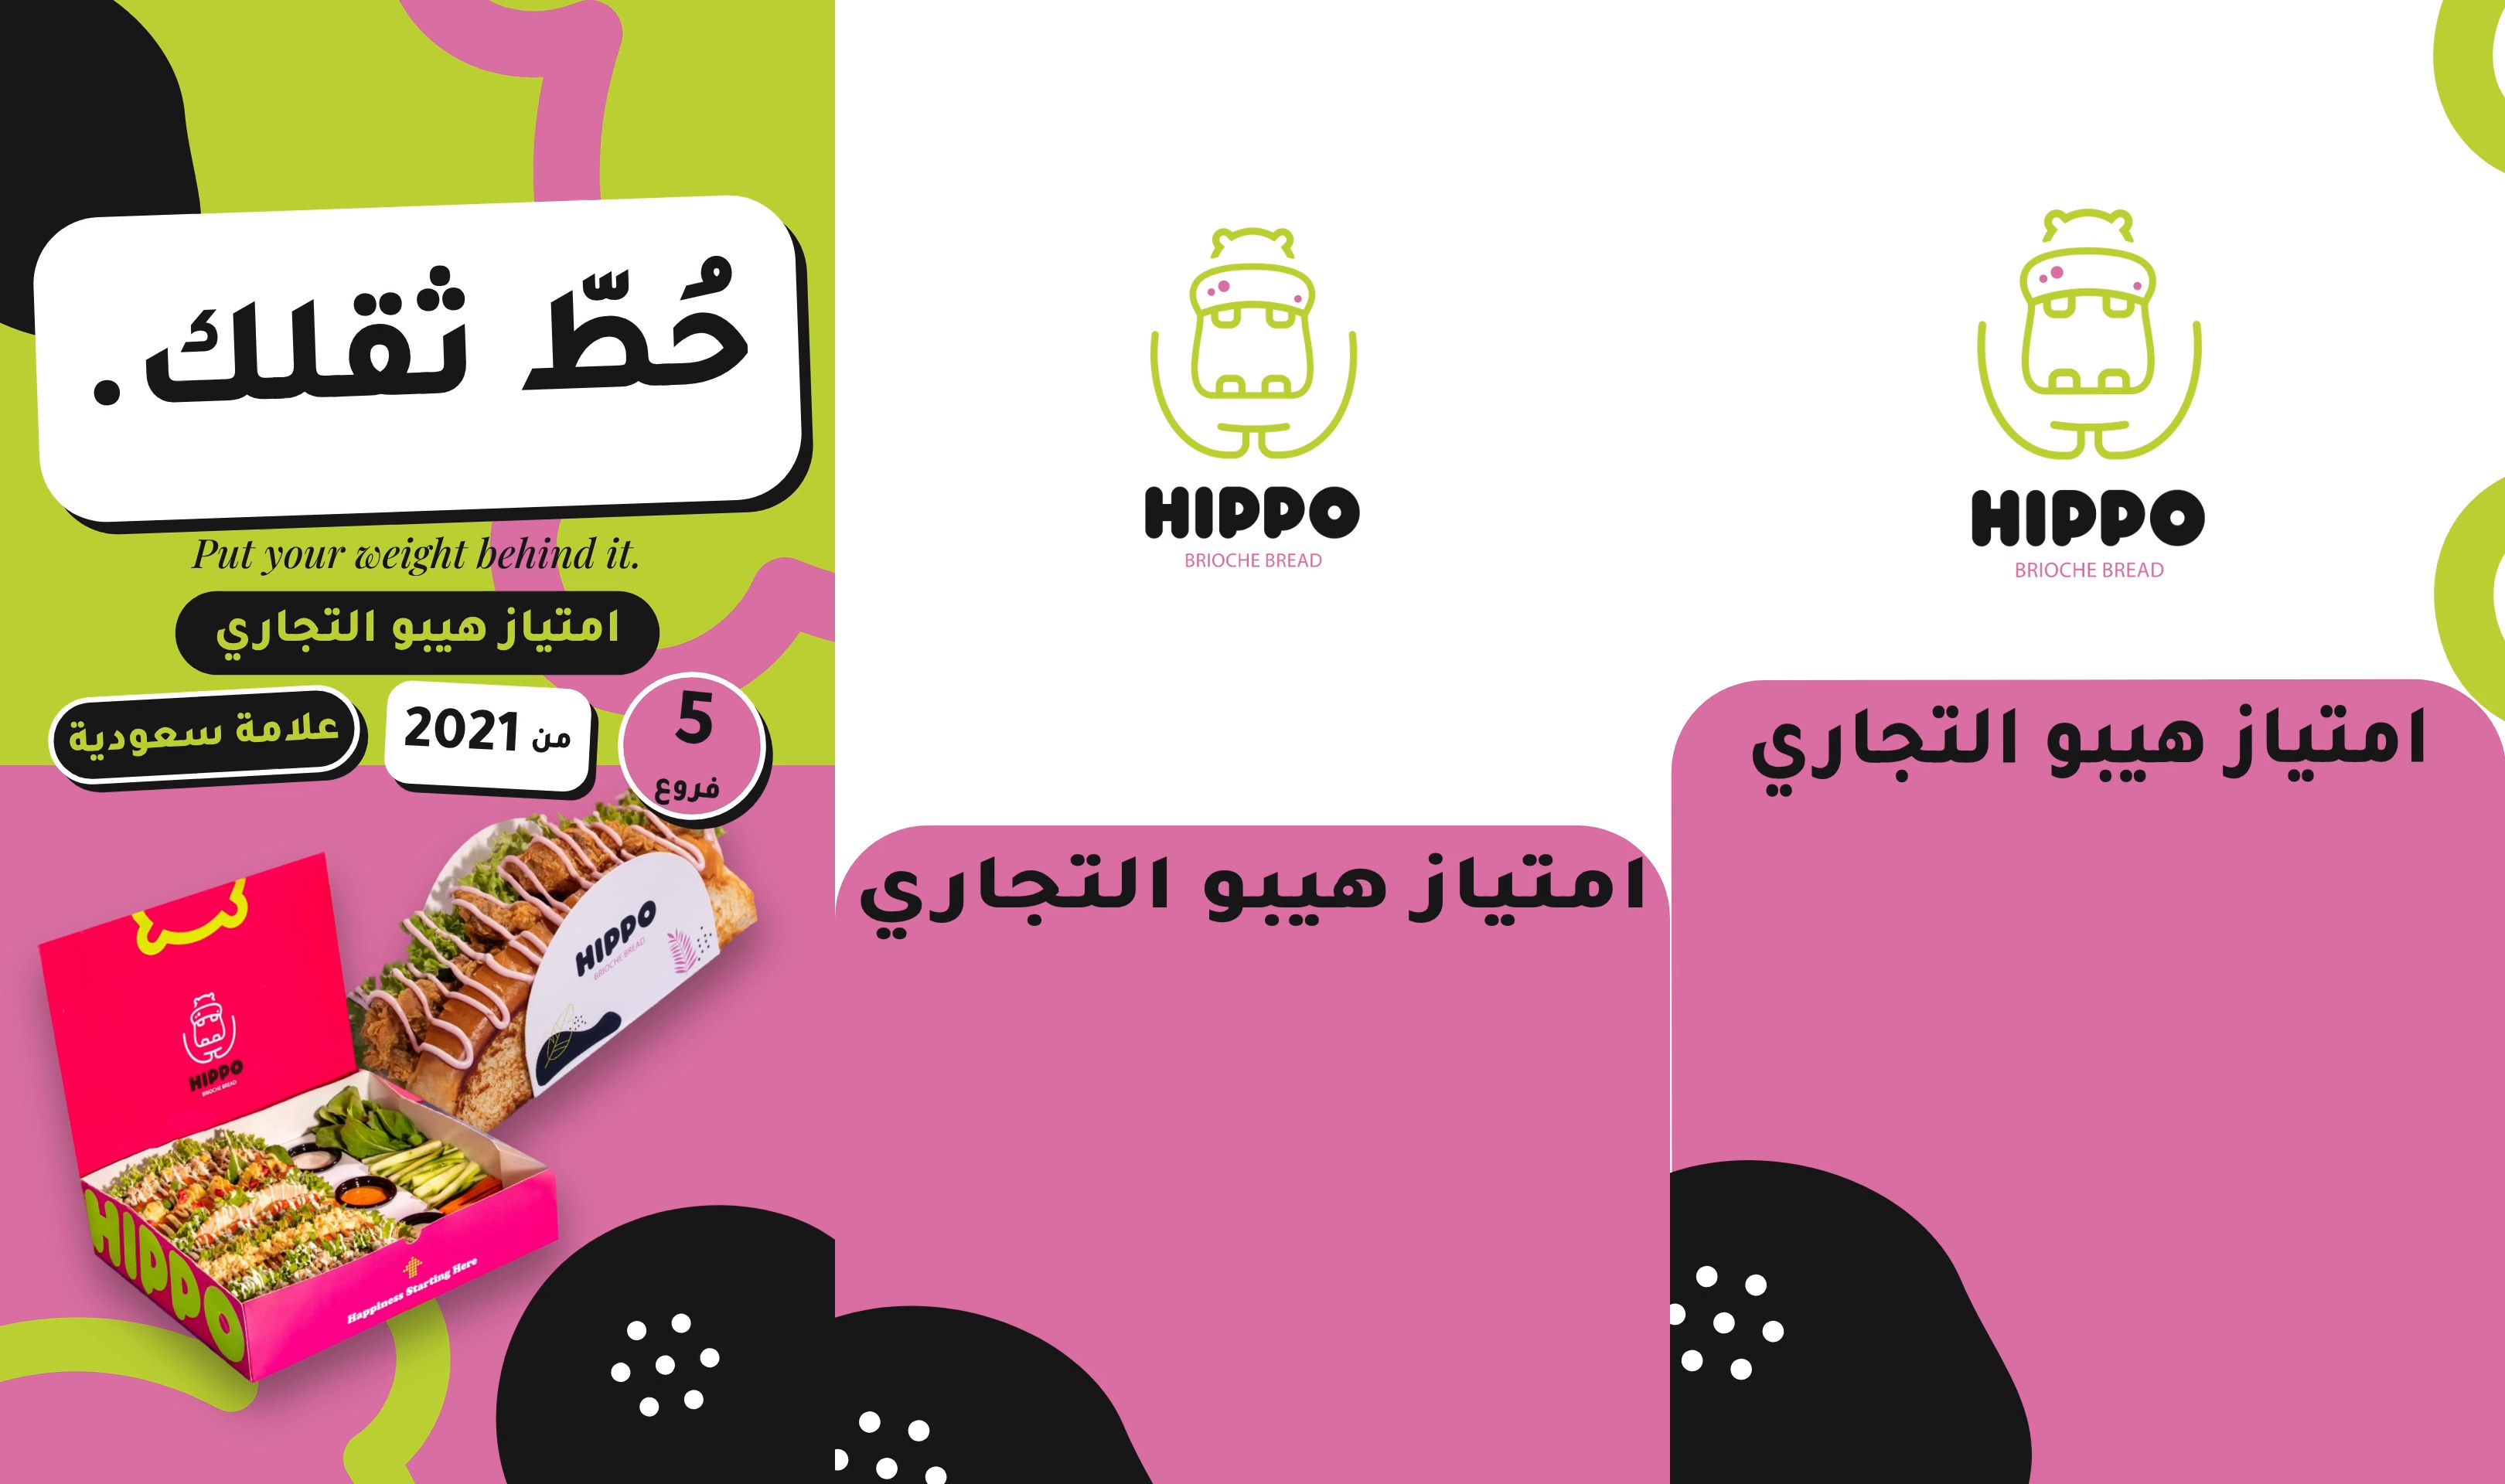 حُطّ ثقلك.
Put your weight behind it.
امتياز هيبو التجاري
5
فروع
من 2021
علامة سعودية
HIPPO
BRIOCHE BREAD
HIPPO
BRIOCHE BREAD
HIPPO
Happiness Starting Here
HIPPO
BRIOCHE BREAD
امتياز هيبو التجاري
HIPPO
BRIOCHE BREAD
امتياز هيبو التجاري